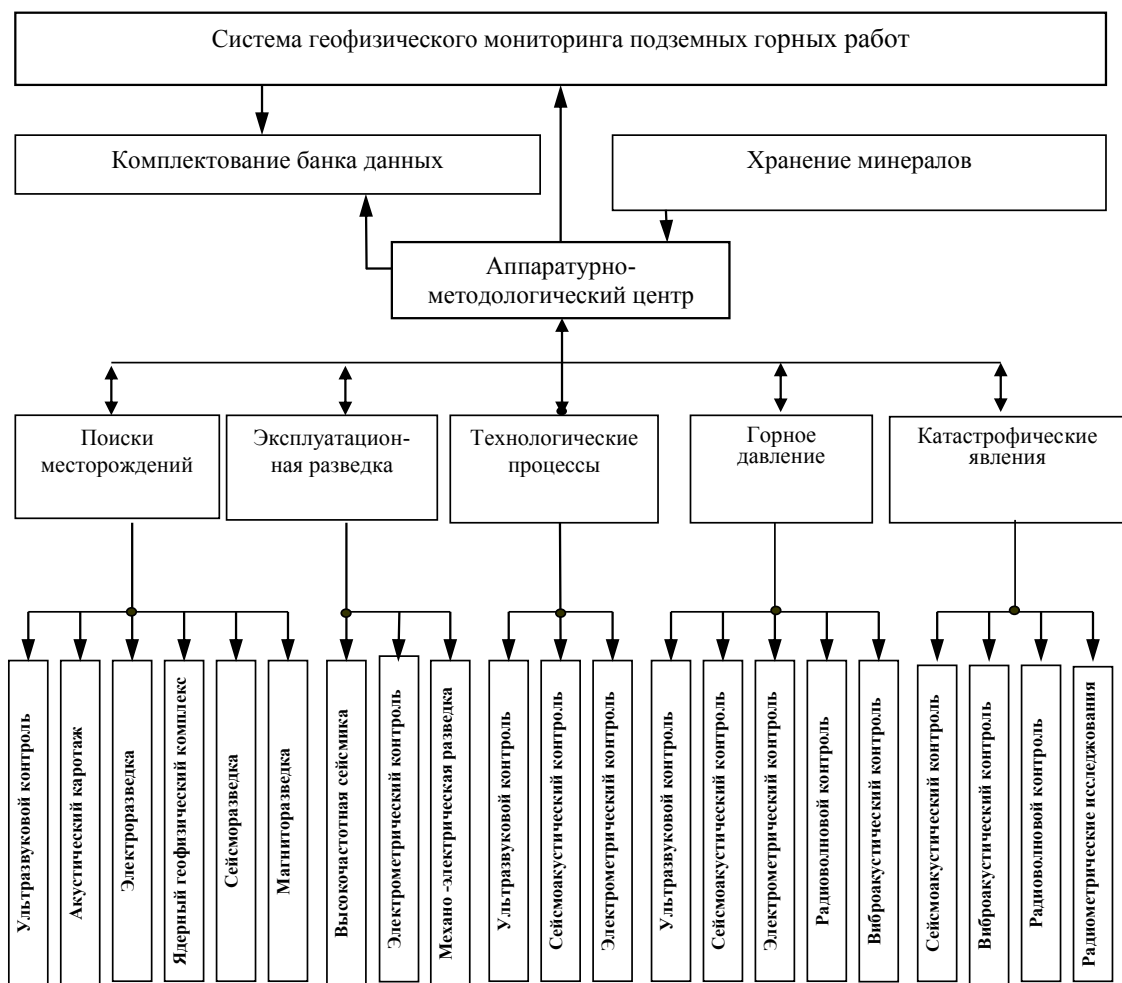 Система геофизического мониторинга подземных горных работ
Комплектование банка данных
Хранение минералов
Аппаратурно-
методологический центр
Поиски
месторождений
Эксплуатацион-
ная разведка
Технологические
процессы
Горное
давление
Катастрофические
явления
Ультразвуковой контроль
Акустический каротаж
Электроразведка
Ядерный геофизический комплекс
Сейсморазведка
Магниторазведка
Высокочастотная сейсмика
Электрометрический контроль
Механо -электрическая разведка
Ультразвуковой контроль
Сейсмоакустический контроль
Электрометрический контроль
Ультразвуковой контроль
Сейсмоакустический контроль
Электрометрический контроль
Радиоволновой контроль
Виброакустический контроль
Сейсмоакустический контроль
Виброакустический контроль
Радиоволновой контроль
Радиометрические исследования